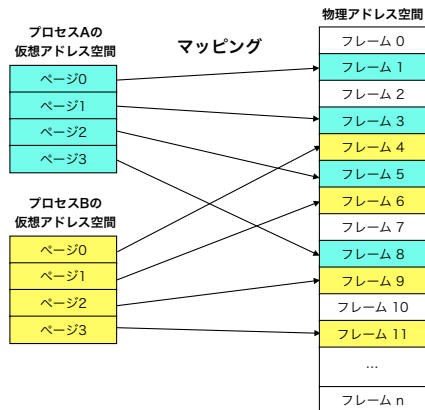 プロセスAの
仮想アドレス空間
ページ0
ページ1
ページ2
ページ3
プロセスBの
仮想アドレス空間
ページ0
ページ1
ページ2
ページ3
マッピング
物理アドレス空間
フレーム 0
フレーム 1
フレーム 2
フレーム 3
フレーム 4
フレーム 5
フレーム 6
フレーム 7
フレーム 8
フレーム 9
フレーム 10
フレーム 11
…
フレーム n